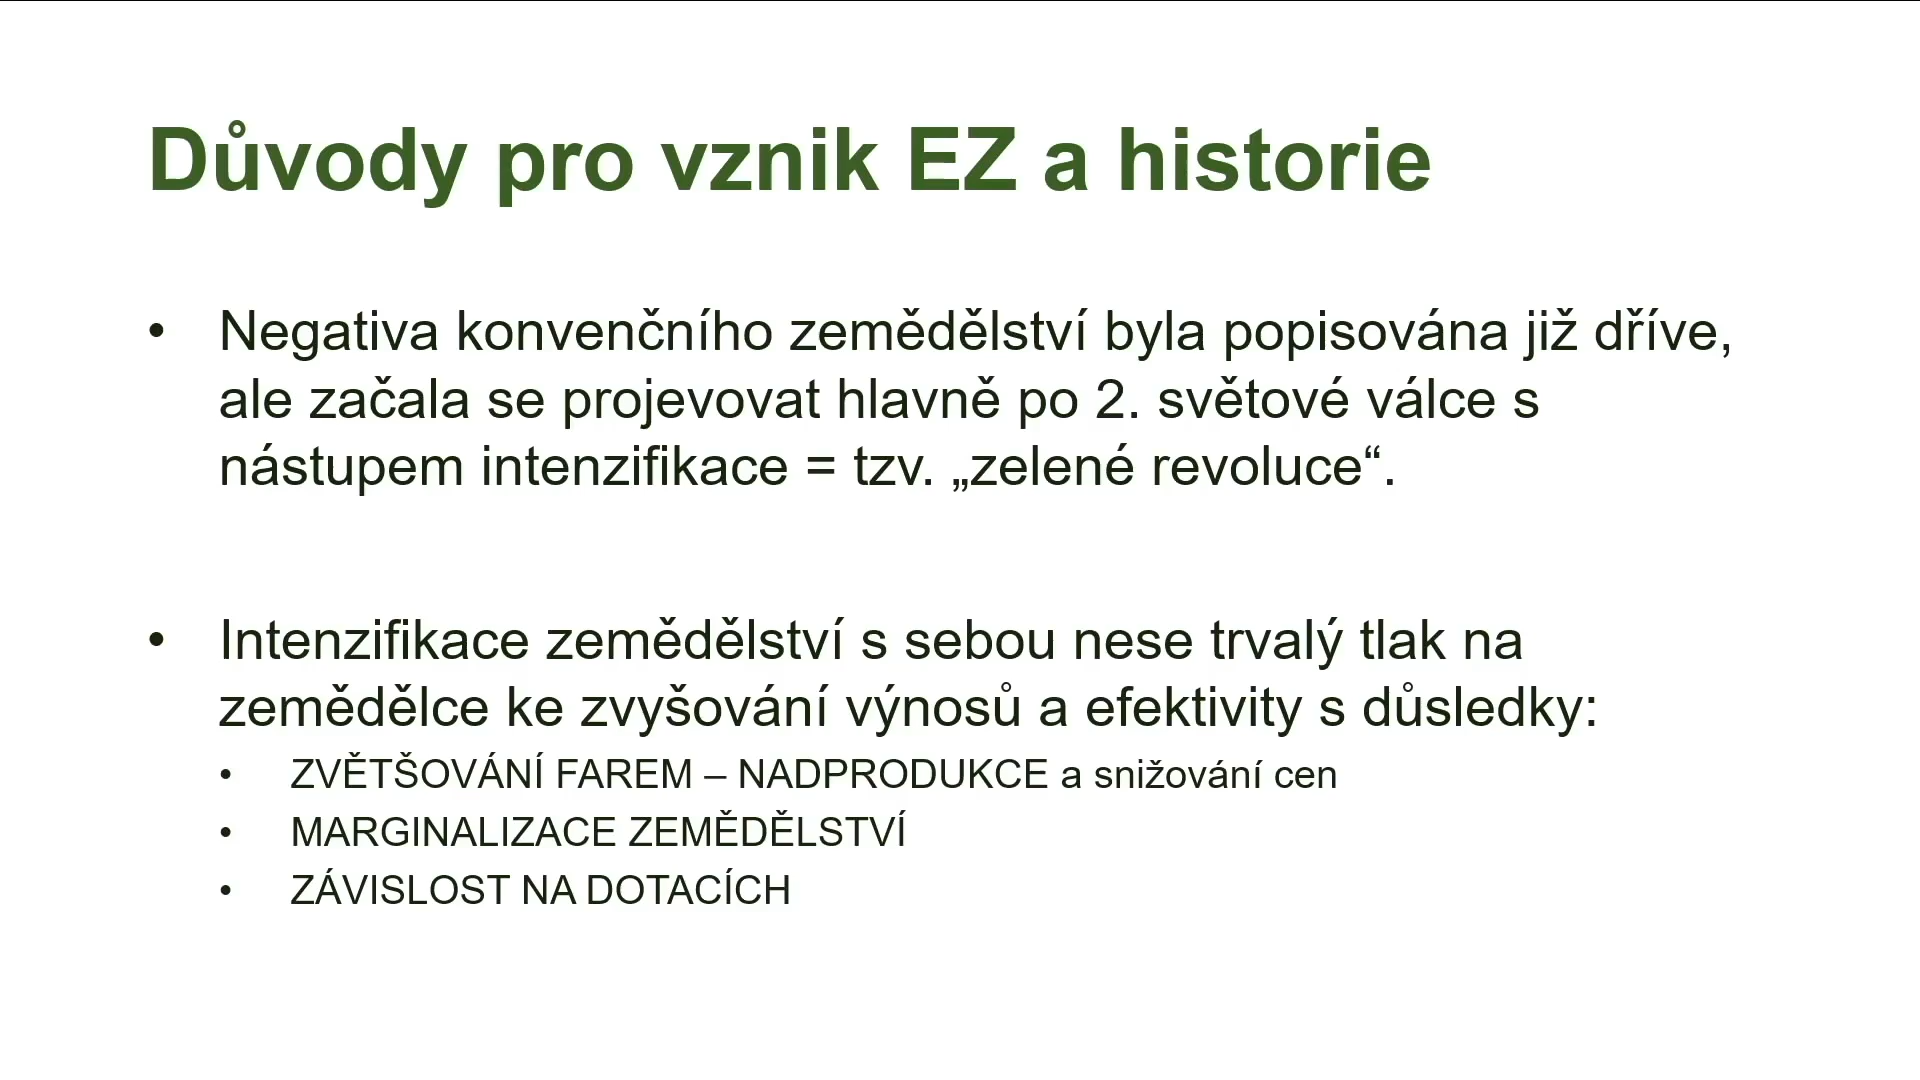 Důvody pro vznik EZ a historie
• Negativa konvenčního zemědělství byla popisována již dříve,
ale začala se projevovat hlavně po 2. světové válce s
nástupem intenzifikace = tzv. „zelené revoluce“.
• Intenzifikace zemědělství s sebou nese trvalý tlak na
zemědělce ke zvyšování výnosů a efektivity s důsledky:
• ZVĚTŠOVÁNÍ FAREM – NADPRODUKCE a snižování cen
• MARGINALIZACE ZEMĚDĚLSTVÍ
• ZÁVISLOST NA DOTACÍCH